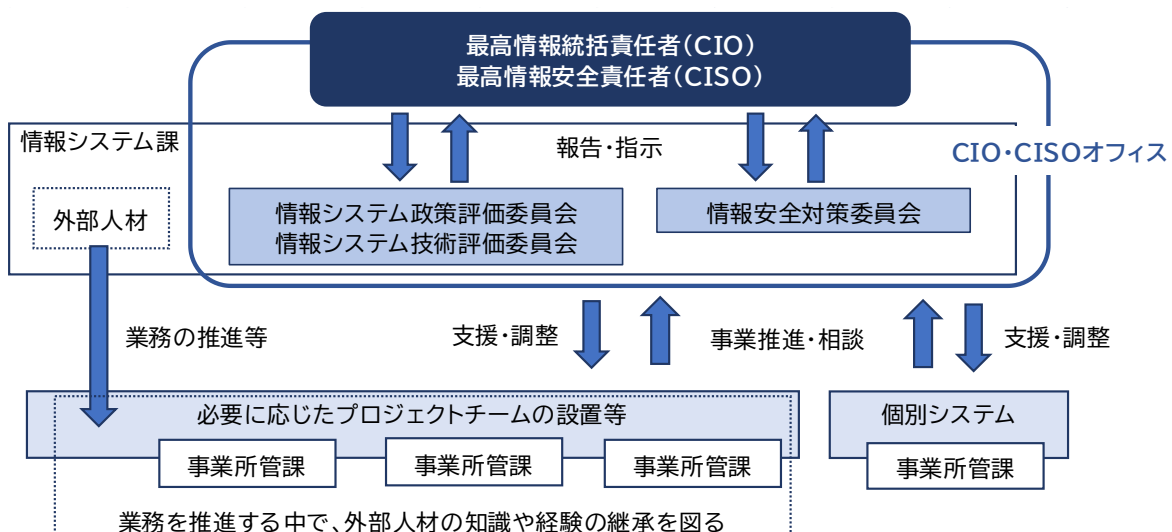 最高情報統括責任者(CIO)
最高情報安全責任者(CISO)
情報システム課
報告・指示
CIO・CISOオフィス
外部人材
情報システム政策評価委員会
情報システム技術評価委員会
情報安全対策委員会
業務の推進等
支援・調整
事業推進・相談
支援・調整
必要に応じたプロジェクトチームの設置等
個別システム
事業所管課
事業所管課
事業所管課
事業所管課
業務を推進する中で、外部人材の知識や経験の継承を図る